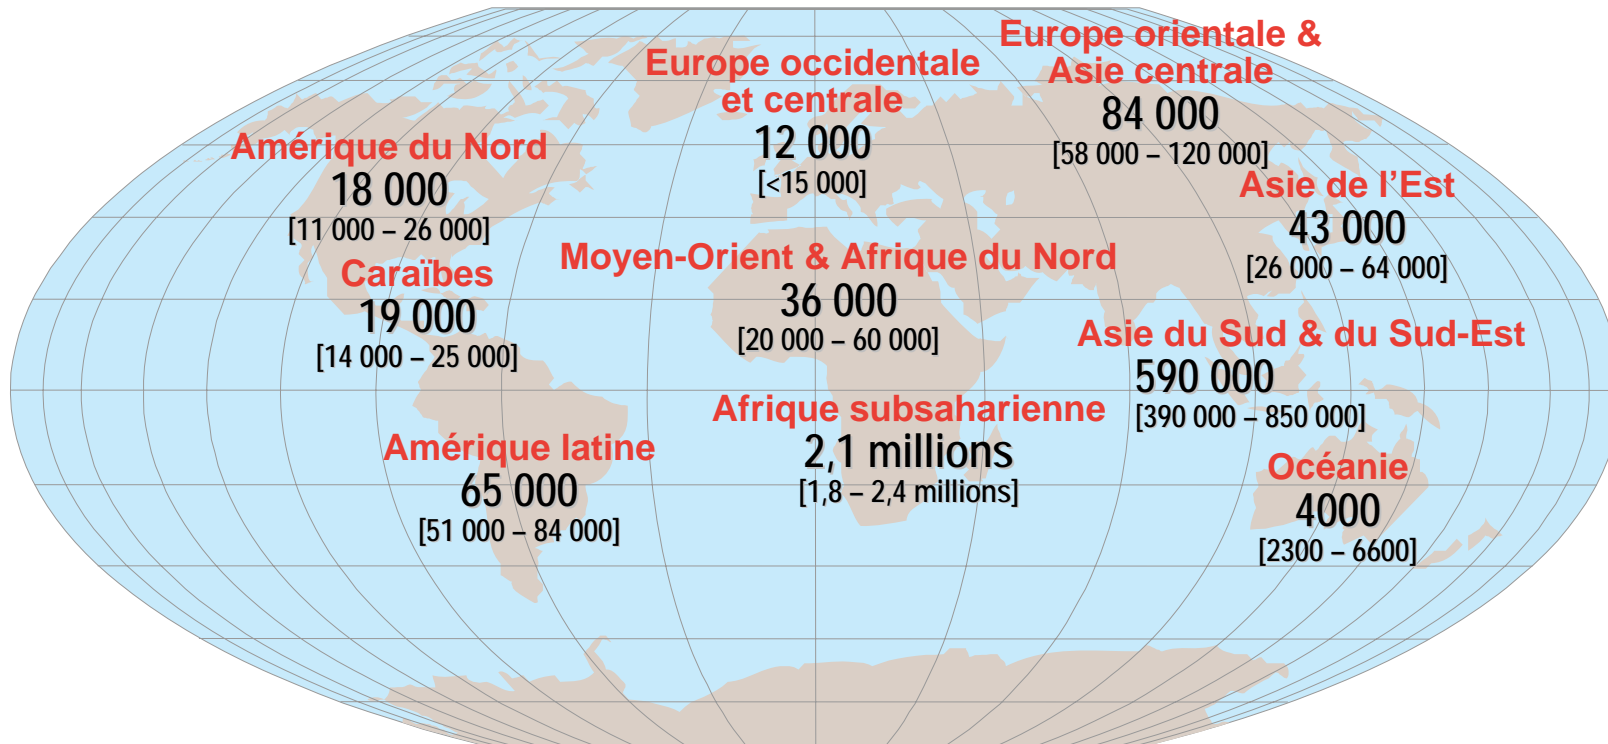 Europe orientale &
Asie centrale
84 000
[58 000 – 120 000]
Europe occidentale
et centrale
12 000
[<15 000]
Amérique du Nord
18 000
[11 000 – 26 000]
Asie de l’Est
43 000
[26 000 – 64 000]
Caraïbes
19 000
[14 000 – 25 000]
Moyen-Orient & Afrique du Nord
36 000
[20 000 – 60 000]
Asie du Sud & du Sud-Est
590 000
[390 000 – 850 000]
Afrique subsaharienne
2,1 millions
[1,8 – 2,4 millions]
Amérique latine
65 000
[51 000 – 84 000]
Océanie
4000
[2300 – 6600]